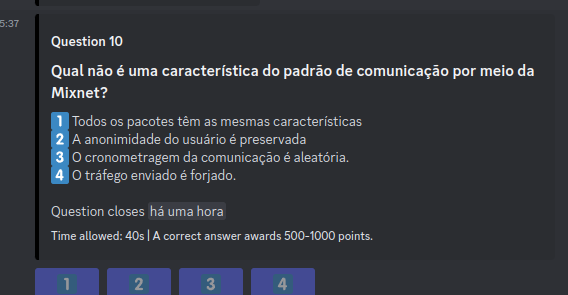 5:37
Question 10
Qual não é uma característica do padrão de comunicação por meio da
Mixnet?
1 Todos os pacotes têm as mesmas características
2 A anonimidade do usuário é preservada
3 O cronometragem da comunicação é aleatória.
4 O tráfego enviado é forjado.
Question closes há uma hora
Time allowed: 40s | A correct answer awards 500-1000 points.
1 2 3 4